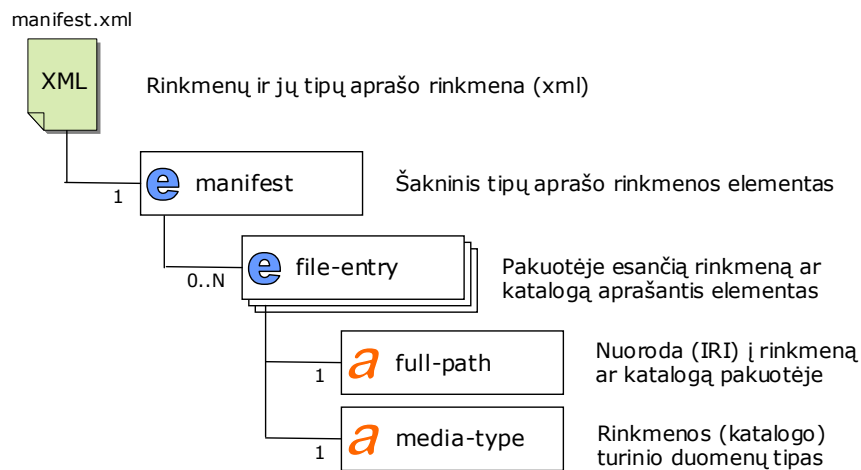 manifest.xml
XML
Rinkmenų ir jų tipų aprašo rinkmena (xml)
1
e manifest
Šakninis tipų aprašo rinkmenos elementas
0..N
e file-entry
Pakuotėje esančią rinkmeną ar
katalogą aprašantis elementas
1
a full-path
Nuoroda (IRI) į rinkmeną
ar katalogą pakuotėje
1
a media-type
Rinkmenos (katalogo)
turinio duomenų tipas